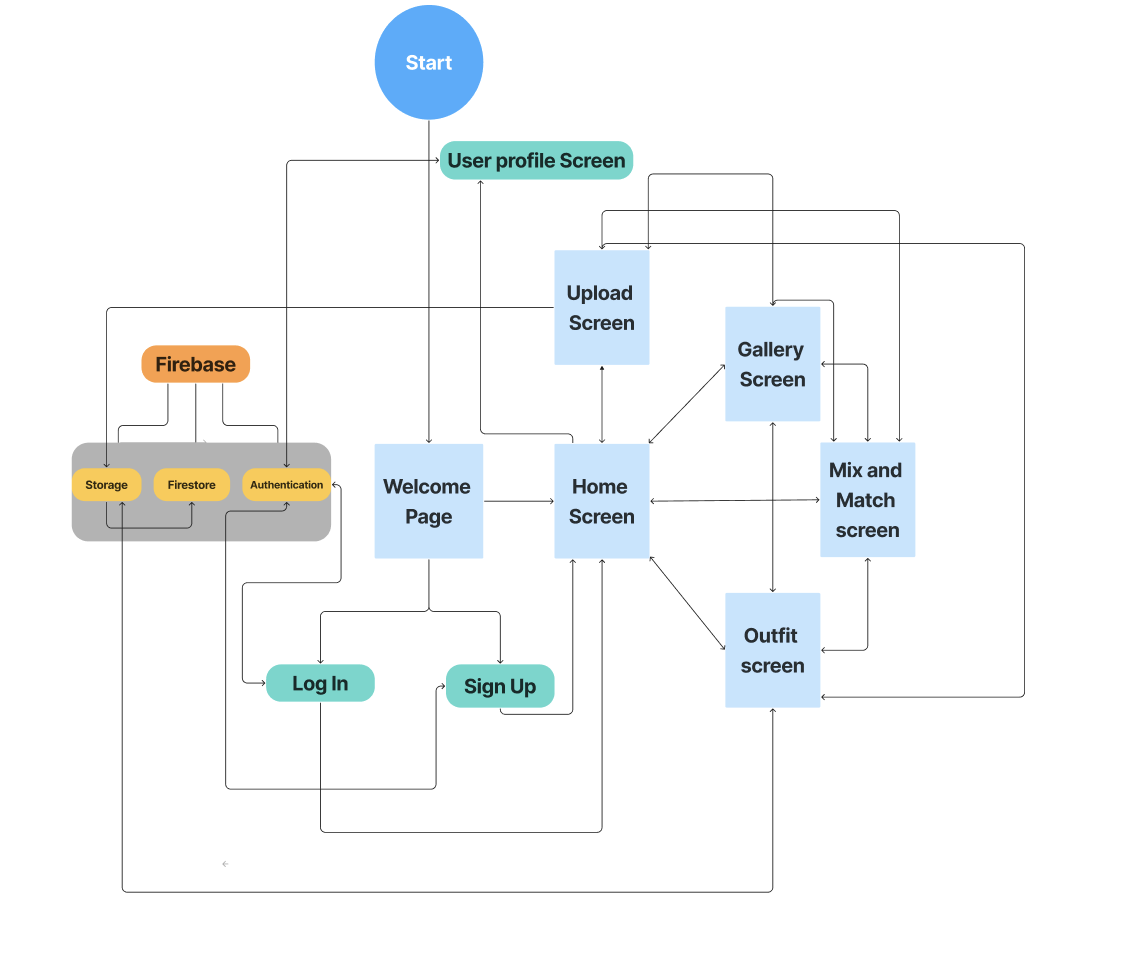 Start
User profile Screen
Upload
Screen
Gallery
Screen
Firebase
Storage
Firestore
Authentication
Welcome
Page
Home
Screen
Mix and
Match
screen
Outfit
screen
Log In
Sign Up